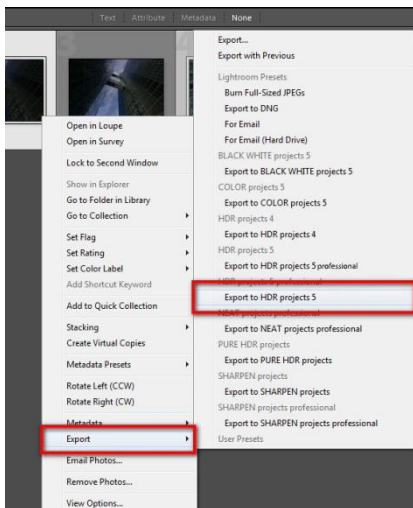 Text Attribute Metadata None
3
4
Open in Loupe
Open in Survey
Lock to Second Window
Show in Explorer
Go to Folder in Library
Go to Collection
Set Flag
Set Rating
Set Color Label
Add Shortcut Keyword
Add to Quick Collection
Stacking
Create Virtual Copies
Metadata Presets
Rotate Left (CCW)
Rotate Right (CW)
Metadata
Export
Email Photos...
Remove Photos...
View Options...
Export...
Export with Previous
Lightroom Presets
Burn Full-Sized JPEGs
Export to DNG
For Email
For Email (Hard Drive)
BLACK WHITE projects 5
Export to BLACK WHITE projects 5
COLOR projects 5
Export to COLOR projects 5
HDR projects 4
Export to HDR projects 4
HDR projects 5
Export to HDR projects 5 professional
HDR projects 5 professional
Export to HDR projects 5
NEAT projects professional
Export to NEAT projects professional
PURE HDR projects
Export to PURE HDR projects
SHARPEN projects
Export to SHARPEN projects
SHARPEN projects professional
Export to SHARPEN projects professional
User Presets